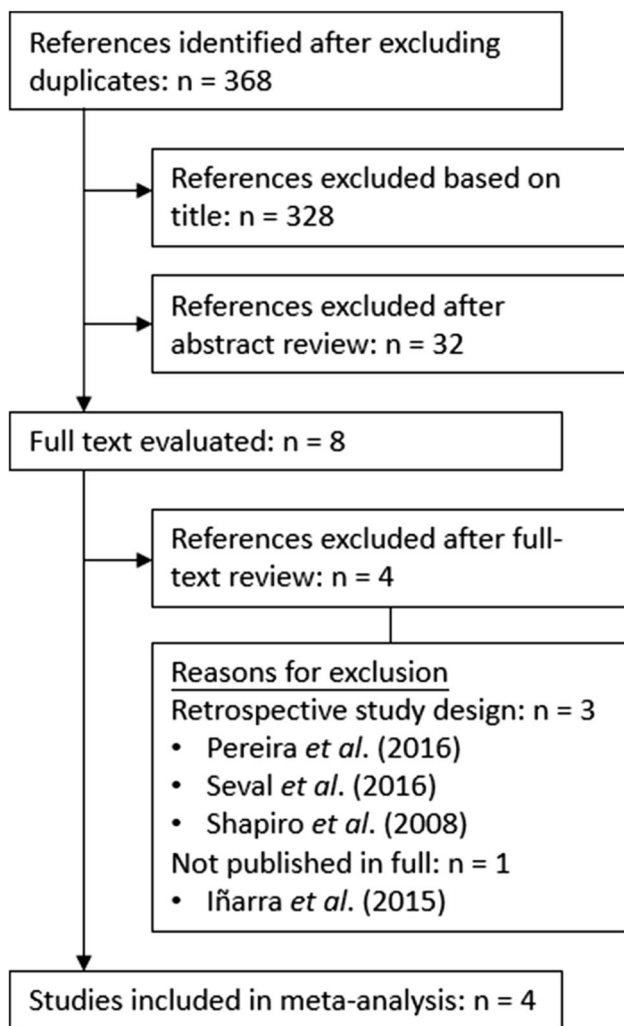 References identified after excluding
duplicates: n = 368
References excluded based on
title: n = 328
References excluded after
abstract review: n = 32
Full text evaluated: n = 8
References excluded after full-
text review: n = 4
Reasons for exclusion
Retrospective study design: n = 3
• Pereira et al. (2016)
• Seval et al. (2016)
• Shapiro et al. (2008)
Not published in full: n = 1
• Iñarra et al. (2015)
Studies included in meta-analysis: n = 4